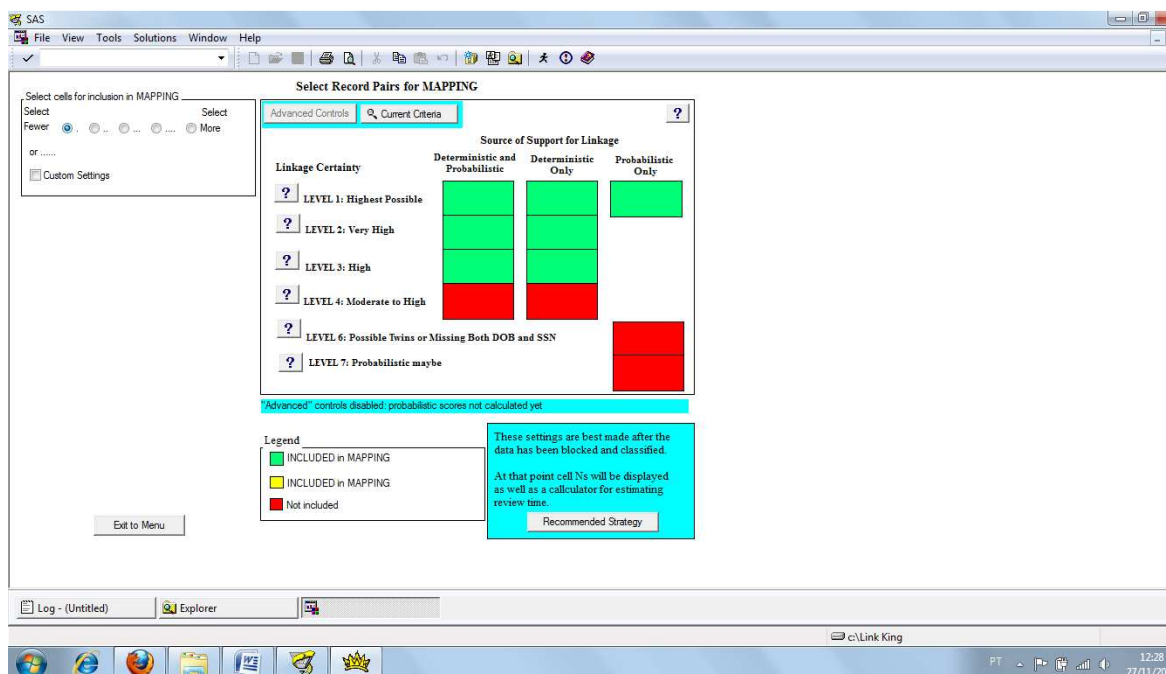 SAS
File View Tools Solutions Window Help
Select Record Pairs for MAPPING
Select cells for inclusion in MAPPING
Select Select
Fewer . .. ... .... More
or ......
Custom Settings
Advanced Controls Current Criteria ?
Source of Support for Linkage
Linkage Certainty
Deterministic and Probabilistic
Deterministic Only
Probabilistic Only
? LEVEL 1: Highest Possible
? LEVEL 2: Very High
? LEVEL 3: High
? LEVEL 4: Moderate to High
? LEVEL 6: Possible Twins or Missing Both DOB and SSN
? LEVEL 7: Probabilistic maybe
"Advanced" controls disabled: probabilistic scores not calculated yet
Legend
INCLUDED in MAPPING
INCLUDED in MAPPING
Not included
These settings are best made after the
data has been blocked and classified.
At that point cell Ns will be displayed
as well as a callculator for estimating
review time.
Recommended Strategy
Exit to Menu
Log - (Untitled) Explorer
c:\Link King
PT 12:28
27/11/20